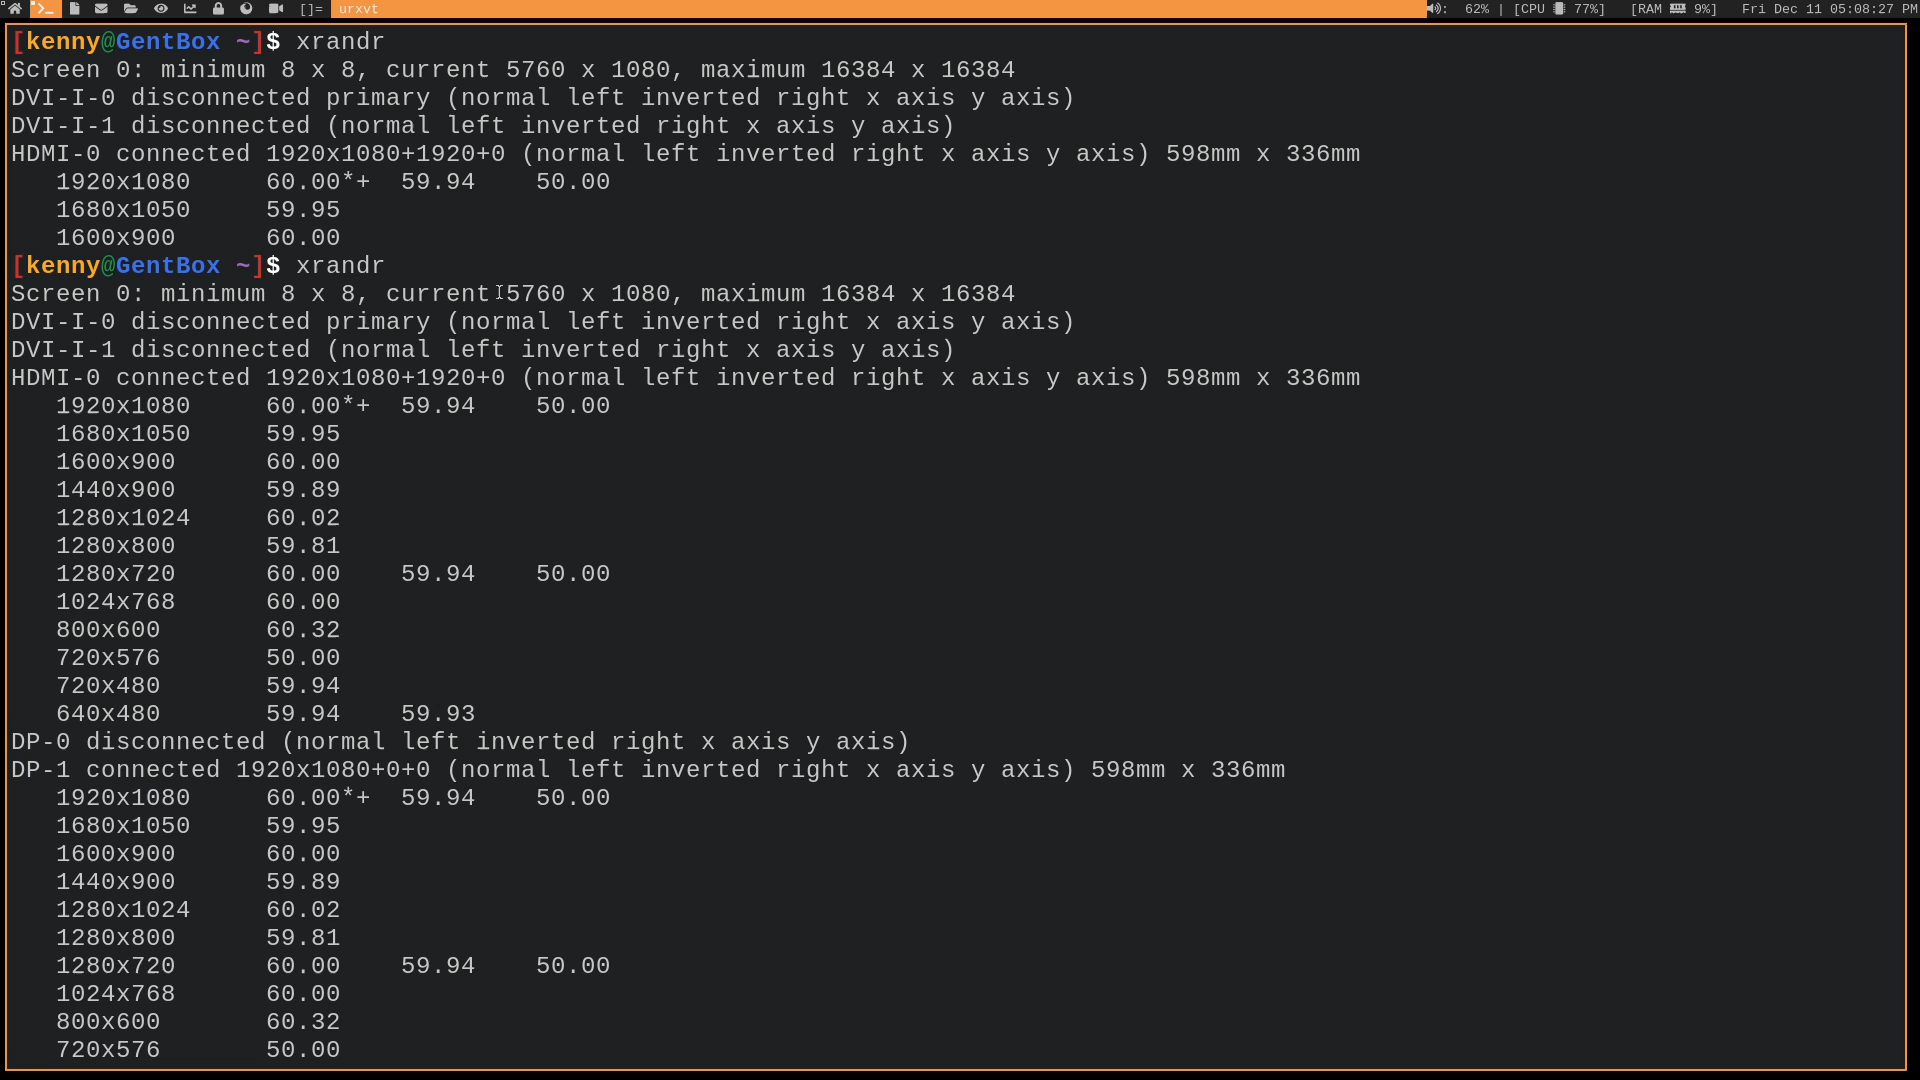 []= urxvt : 62% | [CPU 77%] [RAM 9%] Fri Dec 11 05:08:27 PM
[kenny@GentBox ~]$ xrandr
Screen 0: minimum 8 x 8, current 5760 x 1080, maximum 16384 x 16384
DVI-I-0 disconnected primary (normal left inverted right x axis y axis)
DVI-I-1 disconnected (normal left inverted right x axis y axis)
HDMI-0 connected 1920x1080+1920+0 (normal left inverted right x axis y axis) 598mm x 336mm
   1920x1080     60.00*+  59.94    50.00
   1680x1050     59.95
   1600x900      60.00
[kenny@GentBox ~]$ xrandr
Screen 0: minimum 8 x 8, current 5760 x 1080, maximum 16384 x 16384
DVI-I-0 disconnected primary (normal left inverted right x axis y axis)
DVI-I-1 disconnected (normal left inverted right x axis y axis)
HDMI-0 connected 1920x1080+1920+0 (normal left inverted right x axis y axis) 598mm x 336mm
   1920x1080     60.00*+  59.94    50.00
   1680x1050     59.95
   1600x900      60.00
   1440x900      59.89
   1280x1024     60.02
   1280x800      59.81
   1280x720      60.00    59.94    50.00
   1024x768      60.00
   800x600       60.32
   720x576       50.00
   720x480       59.94
   640x480       59.94    59.93
DP-0 disconnected (normal left inverted right x axis y axis)
DP-1 connected 1920x1080+0+0 (normal left inverted right x axis y axis) 598mm x 336mm
   1920x1080     60.00*+  59.94    50.00
   1680x1050     59.95
   1600x900      60.00
   1440x900      59.89
   1280x1024     60.02
   1280x800      59.81
   1280x720      60.00    59.94    50.00
   1024x768      60.00
   800x600       60.32
   720x576       50.00